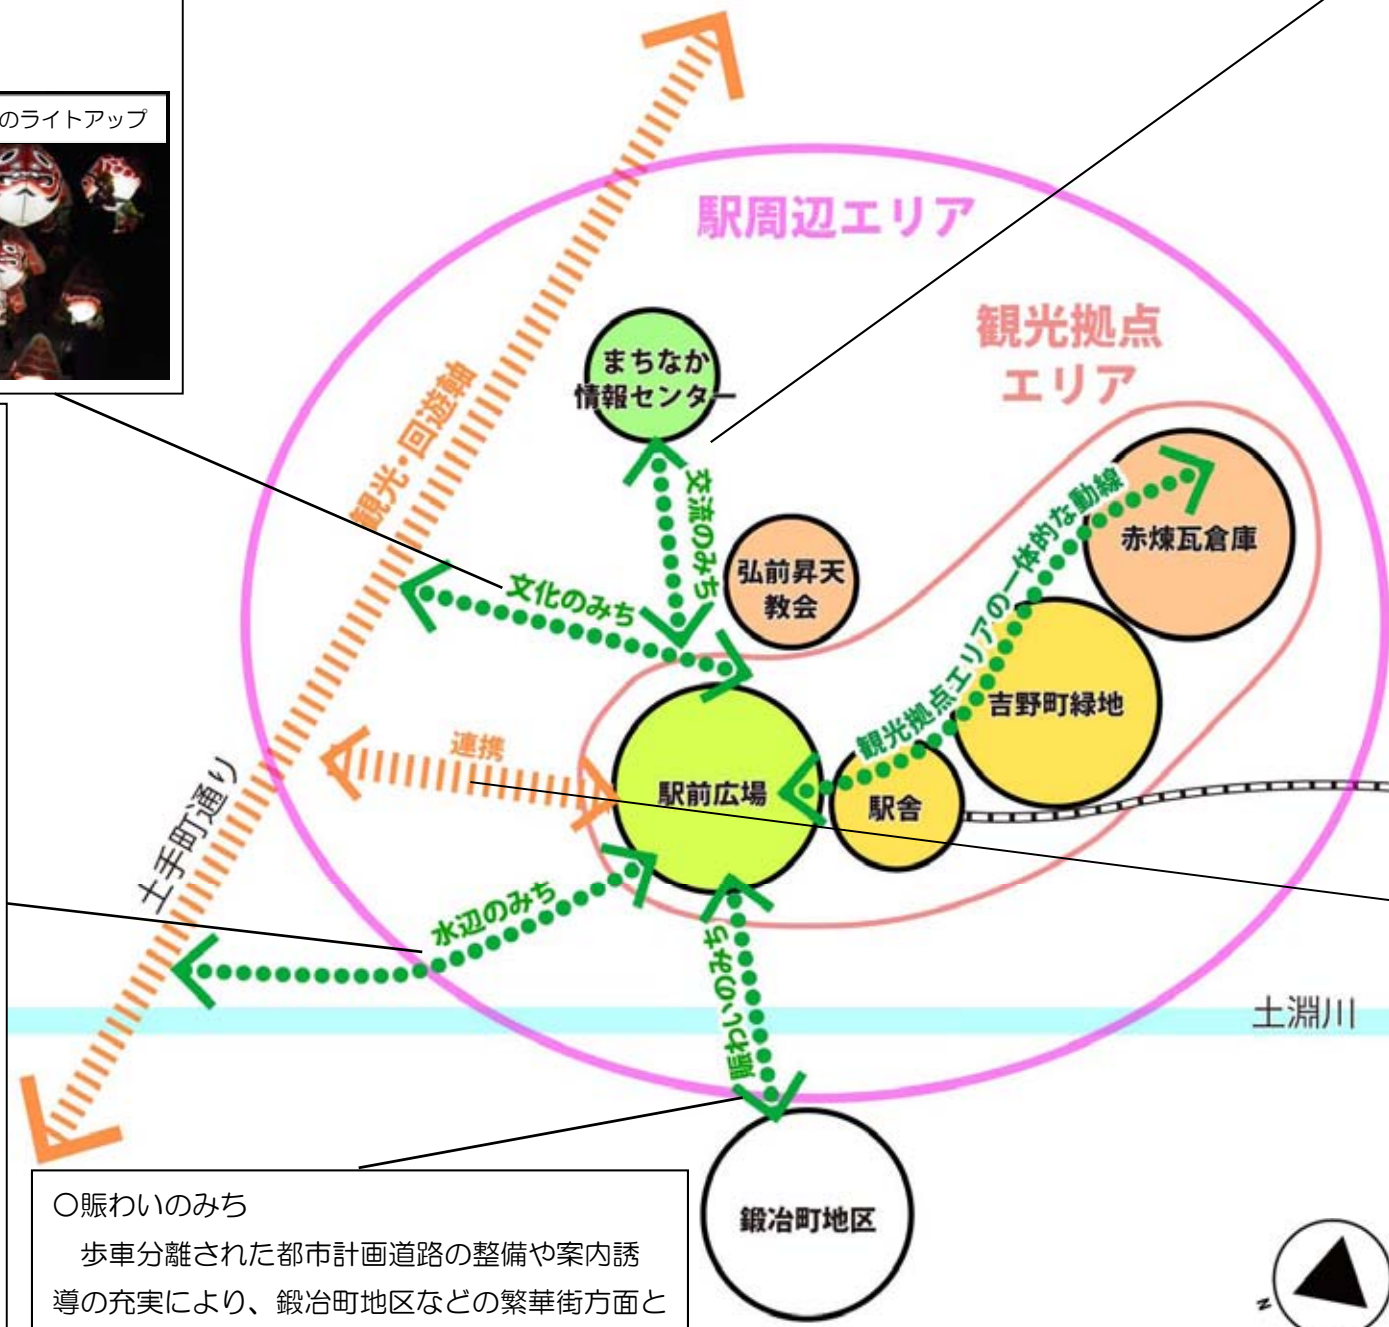 のライトアップ
駅周辺エリア
観光拠点
エリア
まちなか
情報センター
観光・回遊軸
交流のみち
弘前昇天
教会
観光拠点エリアの一体的な動線
赤煉瓦倉庫
文化のみち
吉野町緑地
連携
駅前広場
駅舎
土手町通り
水辺のみち
賑わいのみち
土淵川
鍛冶町地区
〇賑わいのみち
歩車分離された都市計画道路の整備や案内誘
導の充実により、鍛冶町地区などの繁華街方面と
N